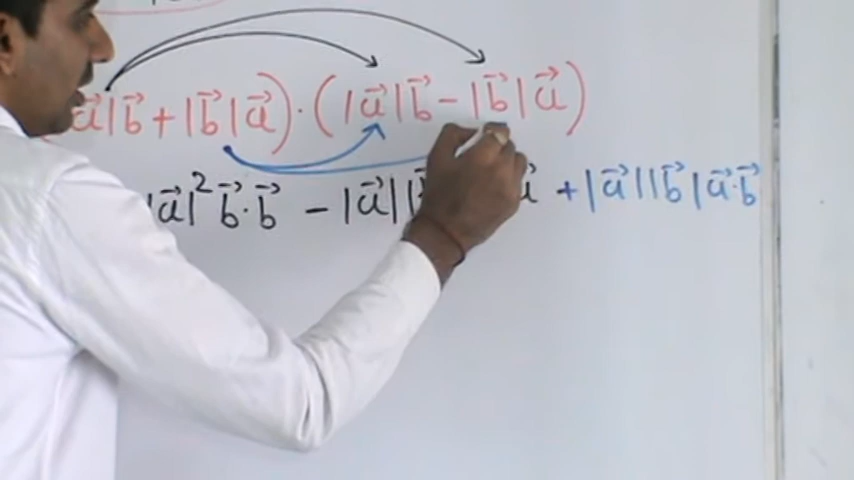 a⃗|b⃗ + |b⃗|a⃗) · (|a⃗|b⃗ − |b⃗|a⃗)
|a⃗|² b⃗·b⃗ − |a⃗|| a⃗ + |a⃗||b⃗|a⃗·b⃗